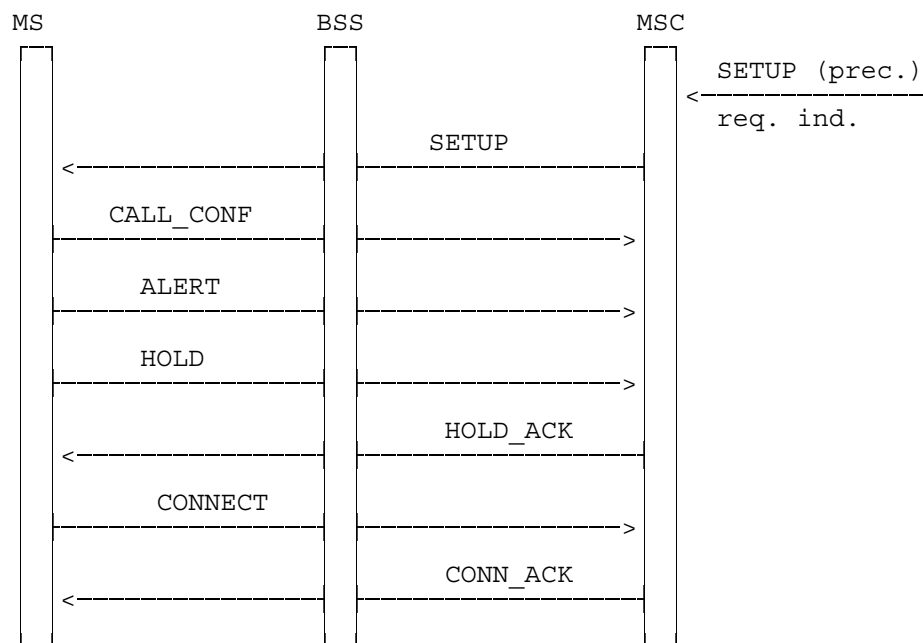 MS BSS MSC
SETUP (prec.)
req. ind.
SETUP
CALL_CONF
ALERT
HOLD
HOLD_ACK
CONNECT
CONN_ACK